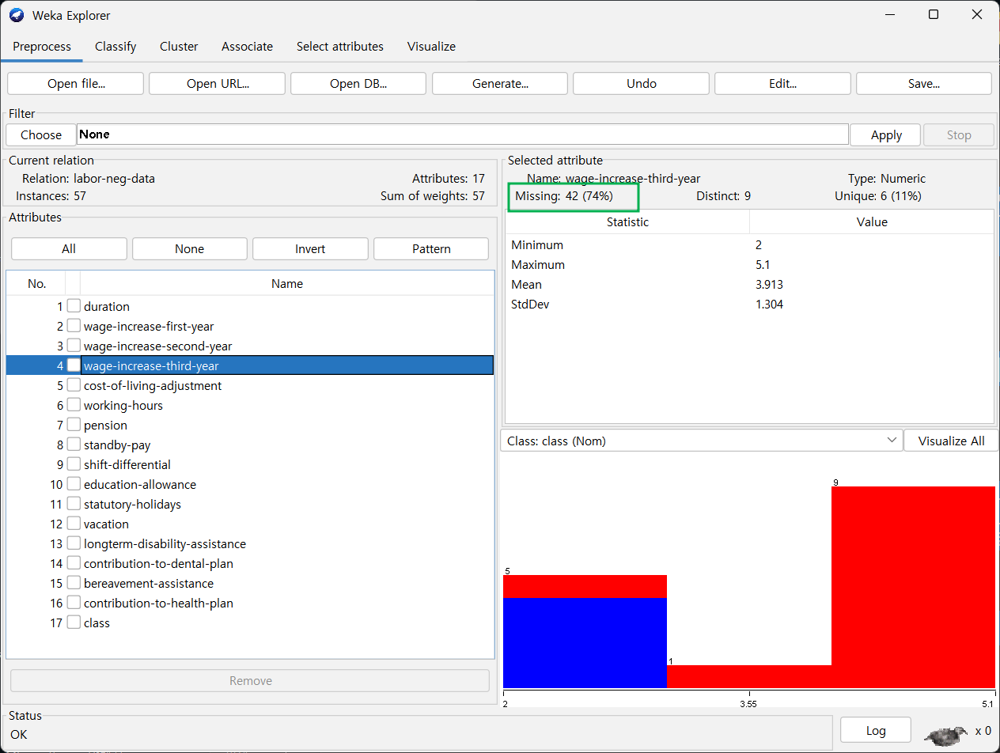 Weka Explorer
Preprocess Classify Cluster Associate Select attributes Visualize
Open file... Open URL... Open DB... Generate... Undo Edit... Save...
Filter
Choose None Apply Stop
Current relation
Relation: labor-neg-data Attributes: 17
Instances: 57 Sum of weights: 57
Attributes
All None Invert Pattern
No. Name
1 duration
2 wage-increase-first-year
3 wage-increase-second-year
4 wage-increase-third-year
5 cost-of-living-adjustment
6 working-hours
7 pension
8 standby-pay
9 shift-differential
10 education-allowance
11 statutory-holidays
12 vacation
13 longterm-disability-assistance
14 contribution-to-dental-plan
15 bereavement-assistance
16 contribution-to-health-plan
17 class
Remove
Selected attribute
Name: wage-increase-third-year Type: Numeric
Missing: 42 (74%) Distinct: 9 Unique: 6 (11%)
Statistic Value
Minimum 2
Maximum 5.1
Mean 3.913
StdDev 1.304
Class: class (Nom) Visualize All
9
5
1
2 3.55 5.1
Status
OK Log x 0